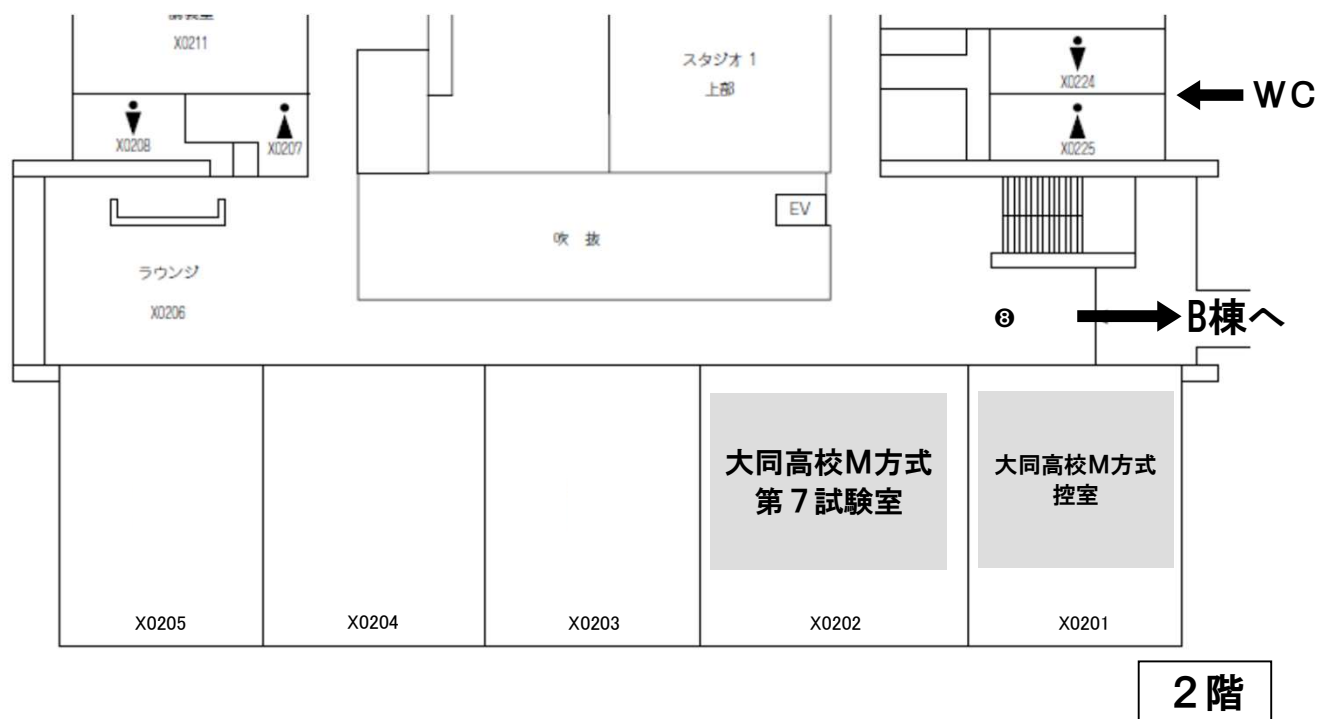 X0211
スタジオ 1
上部
X0224
WC
X0208
X0207
X0225
EV
吹 抜
ラウンジ
X0206
❽
B棟へ
大同高校M方式
第７試験室
大同高校M方式
控室
X0205
X0204
X0203
X0202
X0201
２階